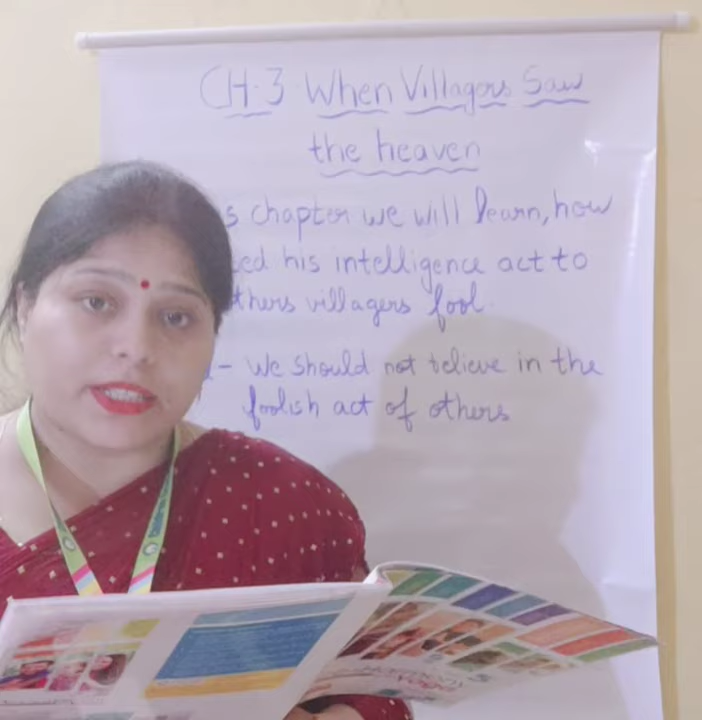 CH-3 When Villagers Saw
the heaven
s chapter we will learn, how
ed his intelligence act to
thers villagers fool.
- We should not believe in the
foolish act of others